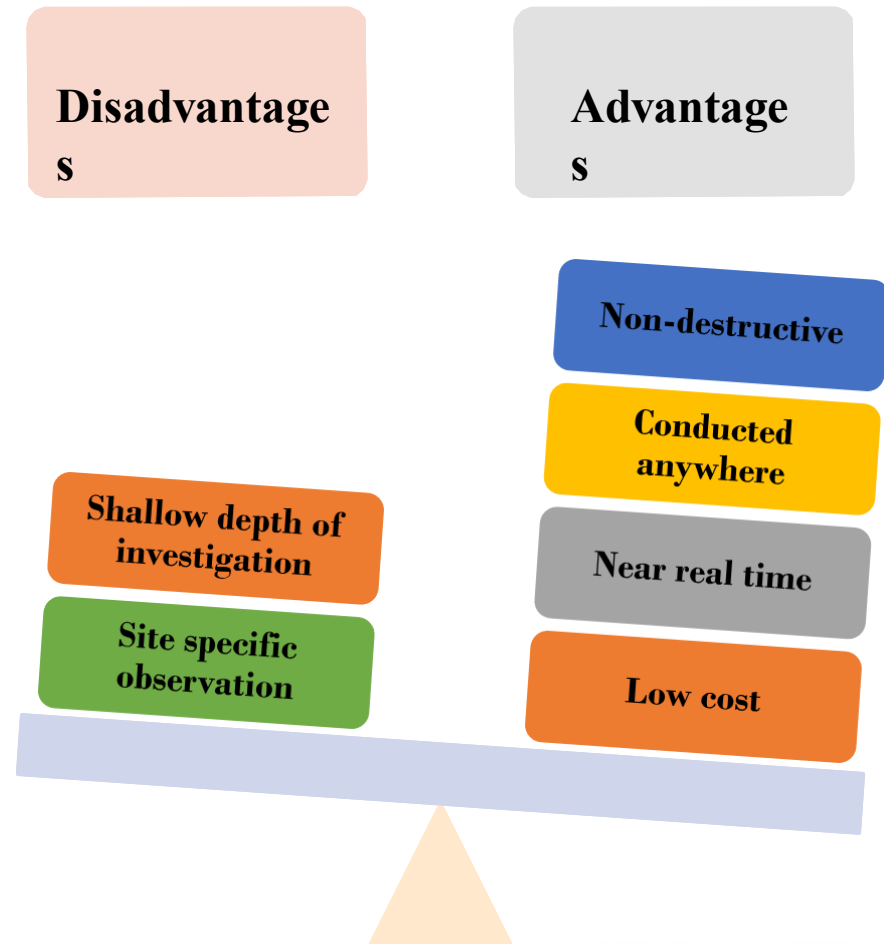 Disadvantage
s
Advantage
s
Shallow depth of
investigation
Site specific
observation
Non-destructive
Conducted
anywhere
Near real time
Low cost